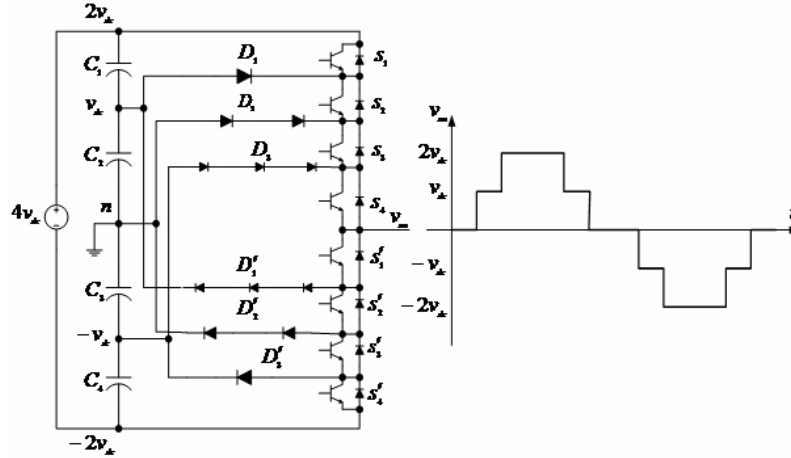 2v_dc
C_1
D_1
S_1
v_dc
D_2
S_2
C_2
D_3
S_3
n
S_4
4v_dc
v_an
D'_1
S'_1
C_3
D'_2
S'_2
-v_dc
D'_3
S'_3
C_4
S'_4
-2v_dc
v_an
2v_dc
v_dc
-v_dc
-2v_dc